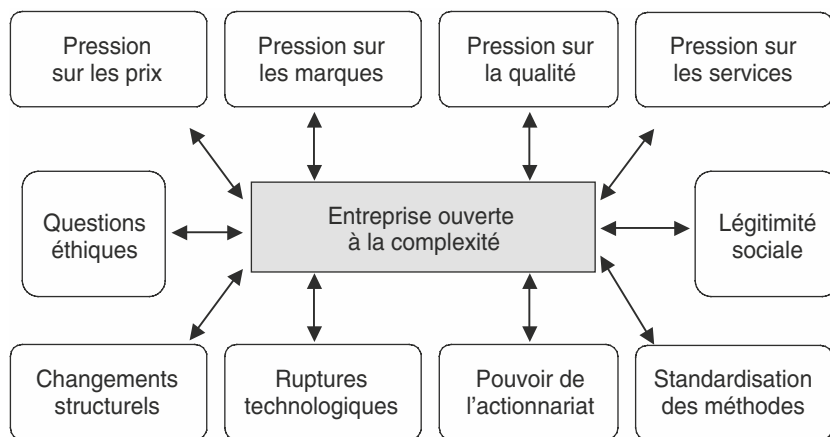 Pression
sur les prix
Pression sur
les marques
Pression sur
la qualité
Pression sur
les services
Questions
éthiques
Entreprise ouverte
à la complexité
Légitimité
sociale
Changements
structurels
Ruptures
technologiques
Pouvoir de
l’actionnariat
Standardisation
des méthodes